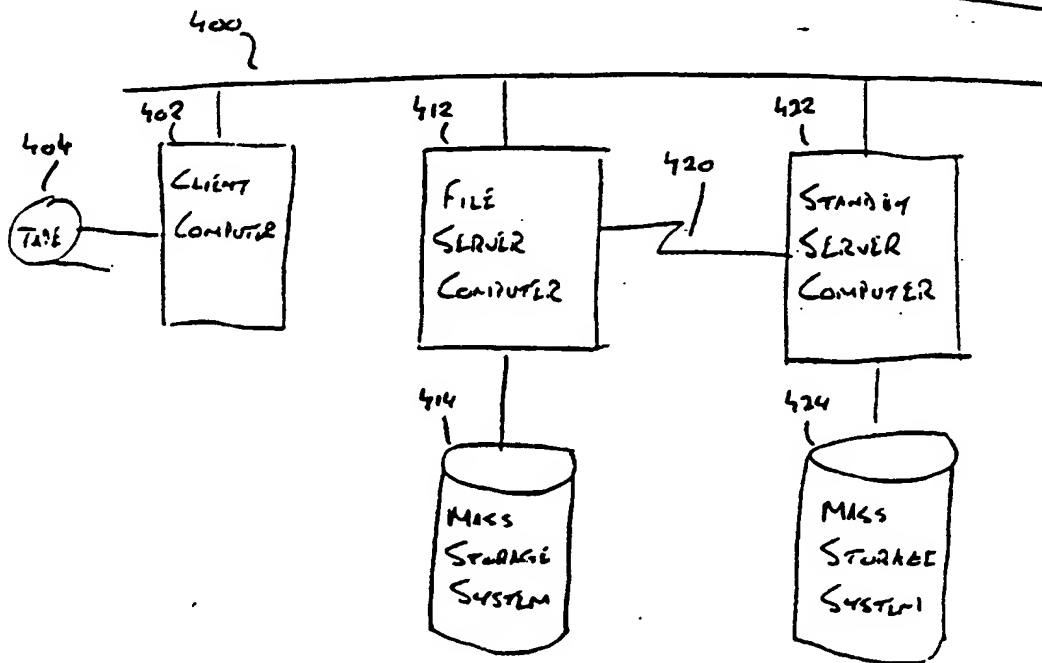 400
402
412
422
404
420
CLIENT
COMPUTER
TAPE
FILE
SERVER
COMPUTER
STANDBY
SERVER
COMPUTER
414
424
MASS
STORAGE
SYSTEM
MASS
STORAGE
SYSTEM